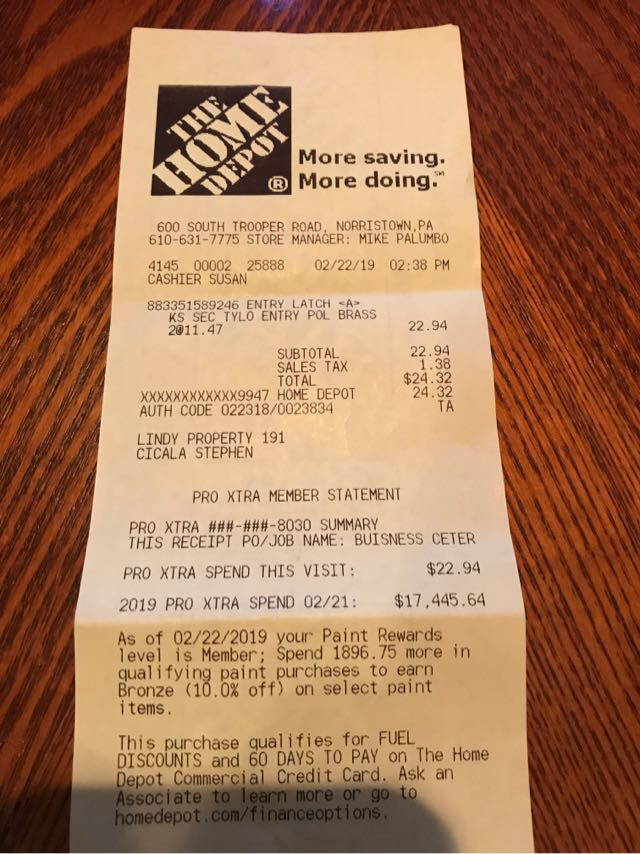 THE
HOME
DEPOT
®
More saving.
More doing.℠
600 SOUTH TROOPER ROAD, NORRISTOWN,PA
610-631-7775 STORE MANAGER: MIKE PALUMBO
4145 00002 25888 02/22/19 02:38 PM
CASHIER SUSAN
883351589246 ENTRY LATCH <A>
KS SEC TYLO ENTRY POL BRASS
2@11.47 22.94
SUBTOTAL 22.94
SALES TAX 1.38
TOTAL $24.32
XXXXXXXXXXXX9947 HOME DEPOT 24.32
AUTH CODE 022318/0023834 TA
LINDY PROPERTY 191
CICALA STEPHEN
PRO XTRA MEMBER STATEMENT
PRO XTRA ###-###-8030 SUMMARY
THIS RECEIPT PO/JOB NAME: BUISNESS CETER
PRO XTRA SPEND THIS VISIT: $22.94
2019 PRO XTRA SPEND 02/21: $17,445.64
As of 02/22/2019 your Paint Rewards
level is Member; Spend 1896.75 more in
qualifying paint purchases to earn
Bronze (10.0% off) on select paint
items.
This purchase qualifies for FUEL
DISCOUNTS and 60 DAYS TO PAY on The Home
Depot Commercial Credit Card. Ask an
Associate to learn more or go to
homedepot.com/financeoptions.